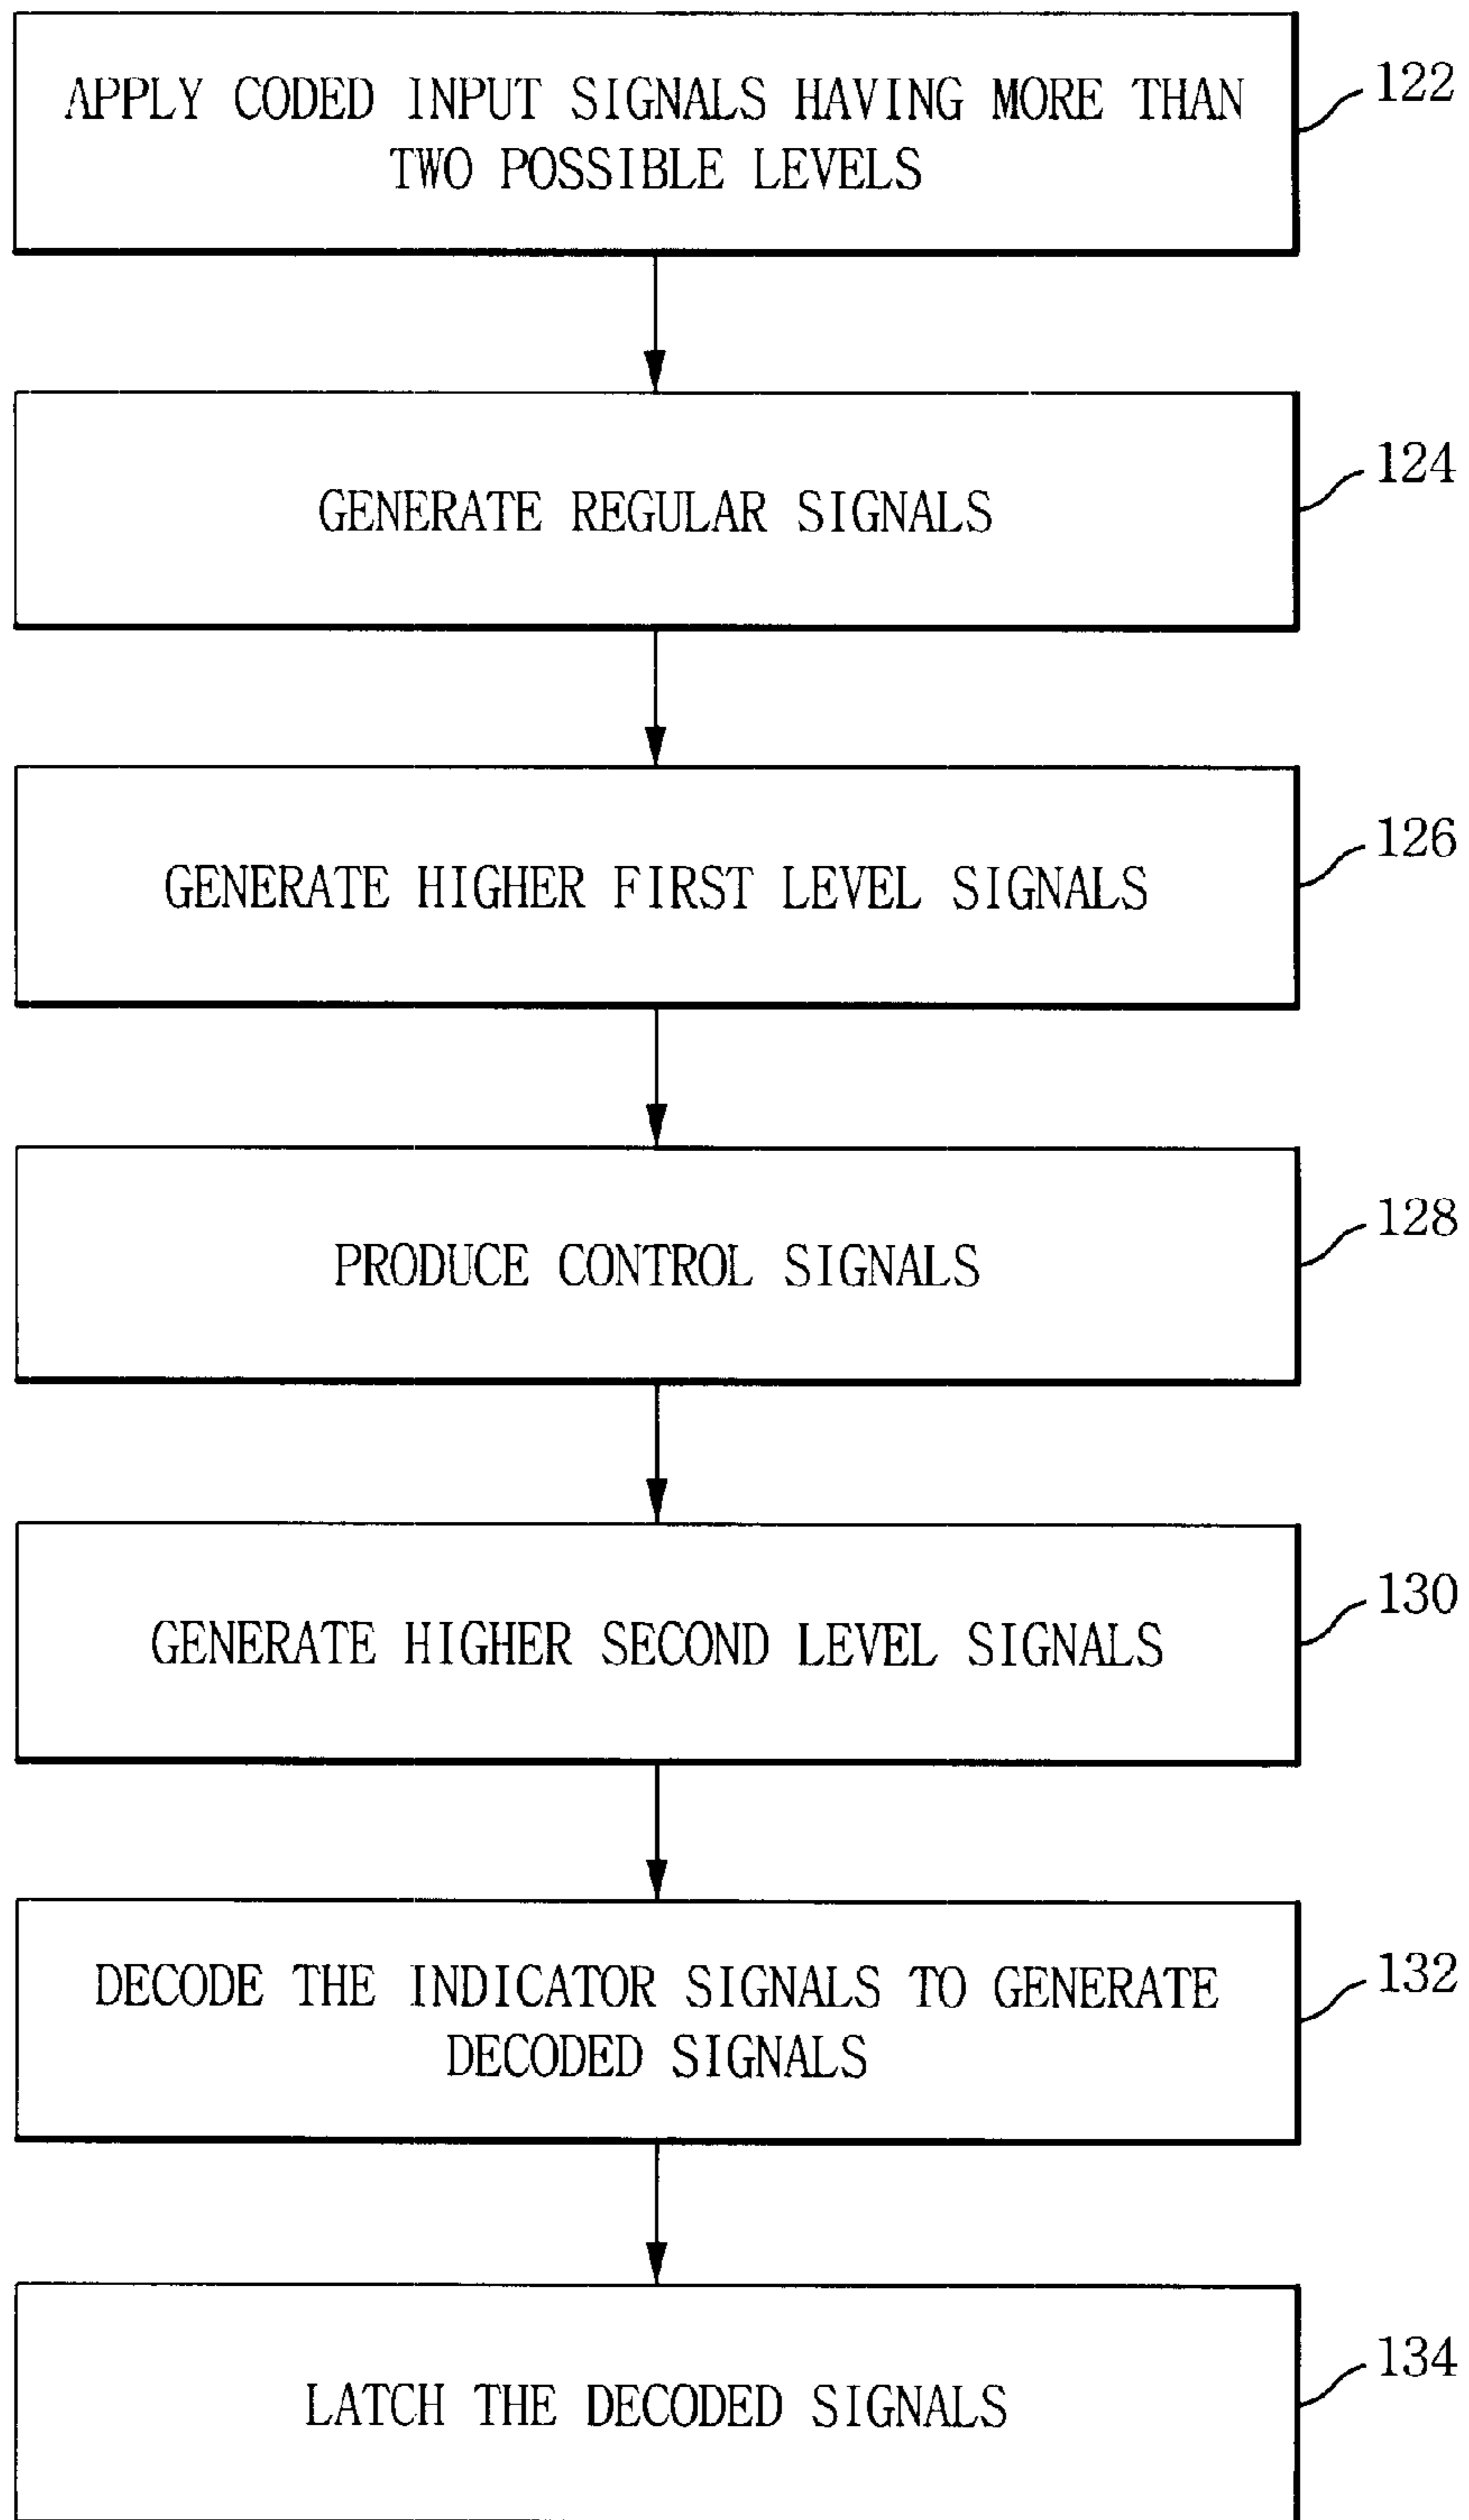 APPLY CODED INPUT SIGNALS HAVING MORE THAN
TWO POSSIBLE LEVELS
122
GENERATE REGULAR SIGNALS
124
GENERATE HIGHER FIRST LEVEL SIGNALS
126
PRODUCE CONTROL SIGNALS
128
GENERATE HIGHER SECOND LEVEL SIGNALS
130
DECODE THE INDICATOR SIGNALS TO GENERATE
DECODED SIGNALS
132
LATCH THE DECODED SIGNALS
134